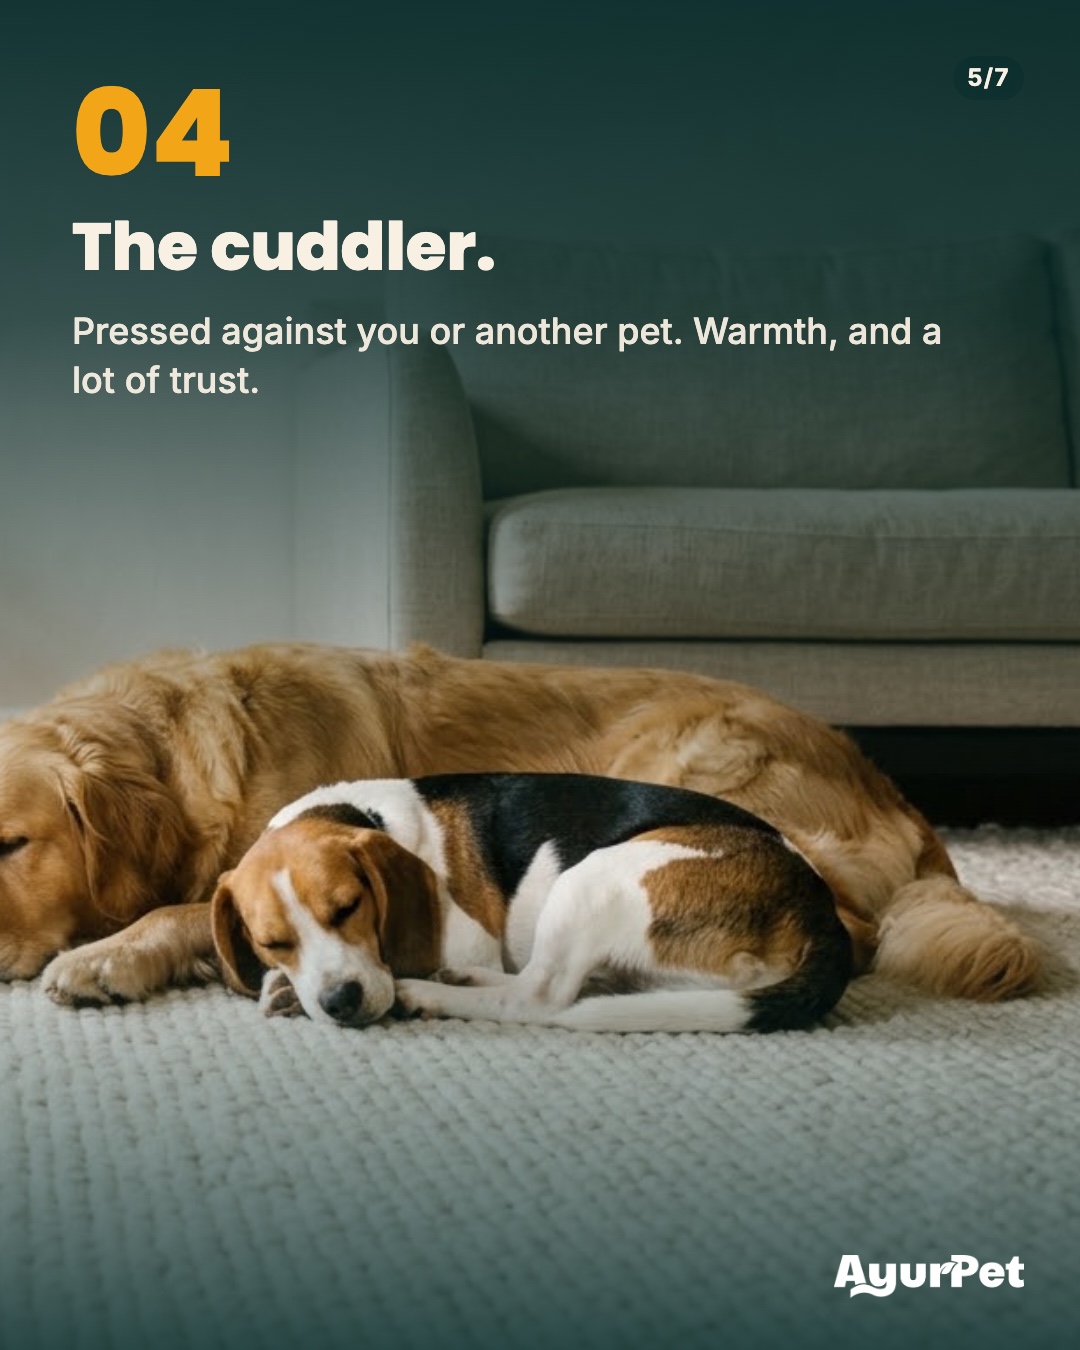 5/7
04
The cuddler.
Pressed against you or another pet. Warmth, and a
lot of trust.
AyurPet